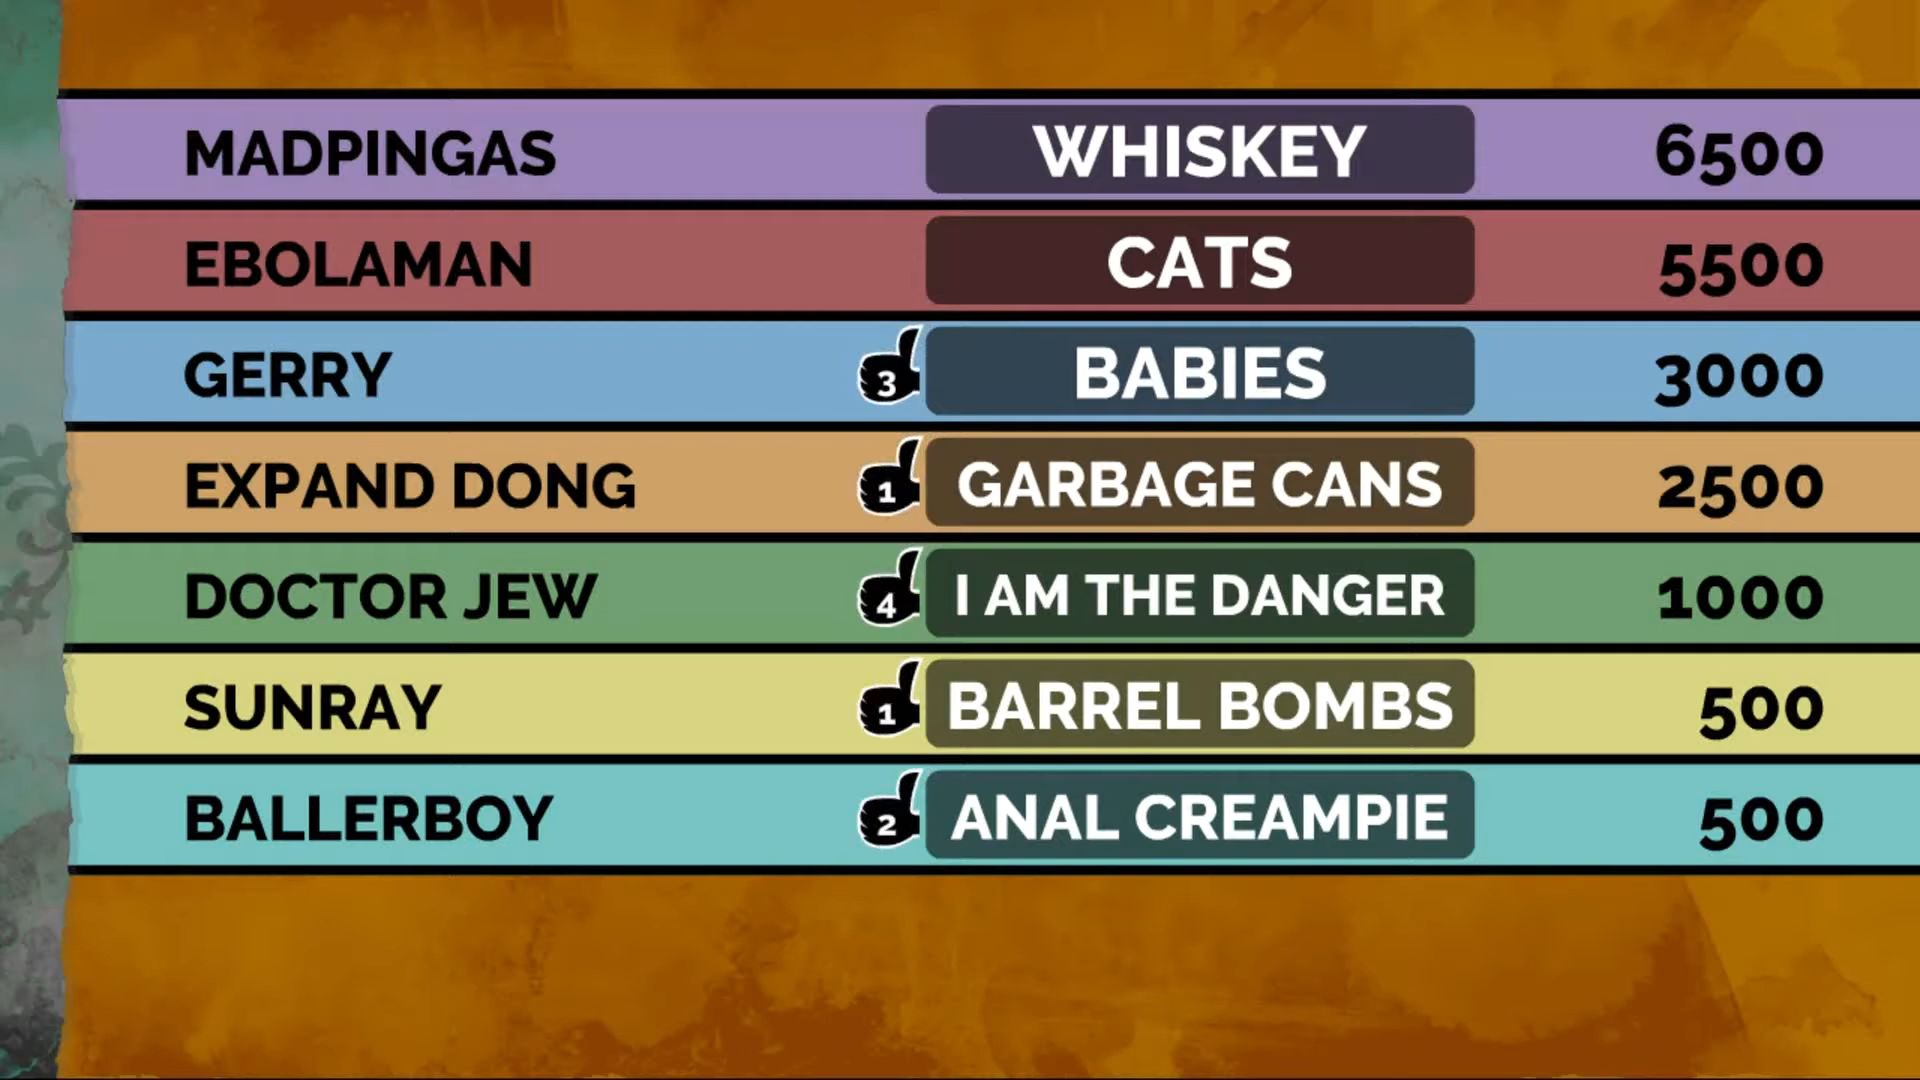 MADPINGAS WHISKEY 6500
EBOLAMAN CATS 5500
GERRY 3 BABIES 3000
EXPAND DONG 1 GARBAGE CANS 2500
DOCTOR JEW 4 I AM THE DANGER 1000
SUNRAY 1 BARREL BOMBS 500
BALLERBOY 2 ANAL CREAMPIE 500